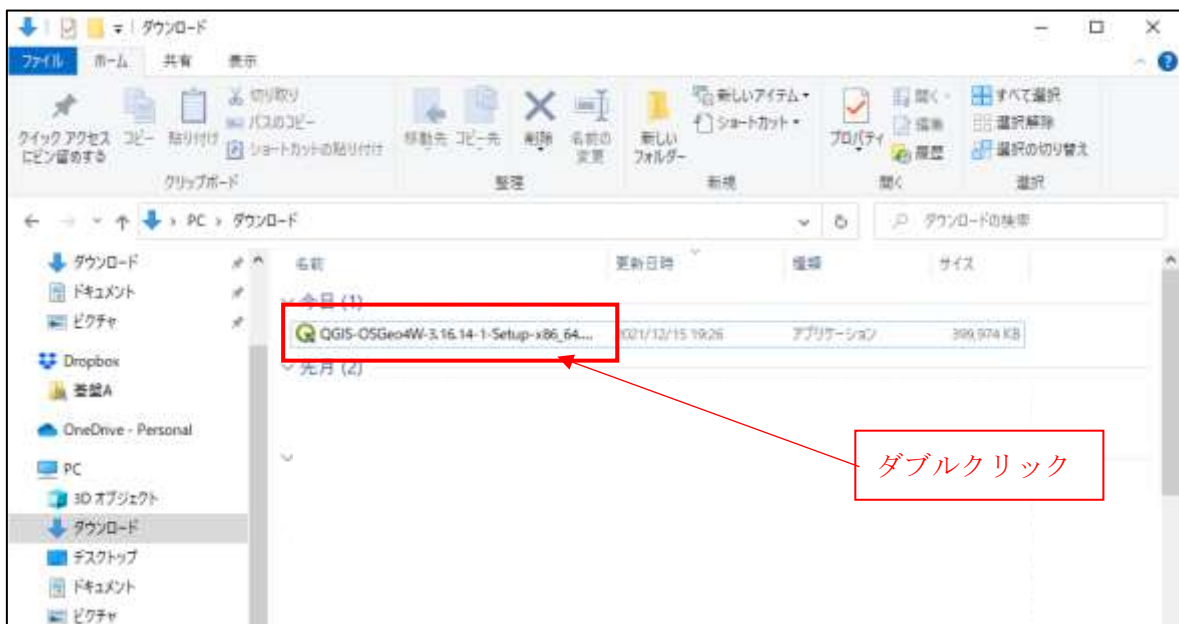 ダウンロード
ファイル ホーム 共有 表示
クイック アクセス にピン留めする
コピー
貼り付け
切り取り
パスのコピー
ショートカットの貼り付け
クリップボード
移動先
コピー先
削除
名前の 変更
整理
新しい フォルダー
新しいアイテム
ショートカット
新規
プロパティ
開く
編集
履歴
開く
すべて選択
選択解除
選択の切り替え
選択
PC › ダウンロード
ダウンロードの検索
ダウンロード
ドキュメント
ピクチャ
Dropbox
基盤A
OneDrive - Personal
PC
3D オブジェクト
ダウンロード
デスクトップ
ドキュメント
ピクチャ
名前 更新日時 種類 サイズ
今日 (1)
QGIS-OSGeo4W-3.16.14-1-Setup-x86_64.... 2021/12/15 19:26 アプリケーション 399,974 KB
先月 (2)
ダブルクリック